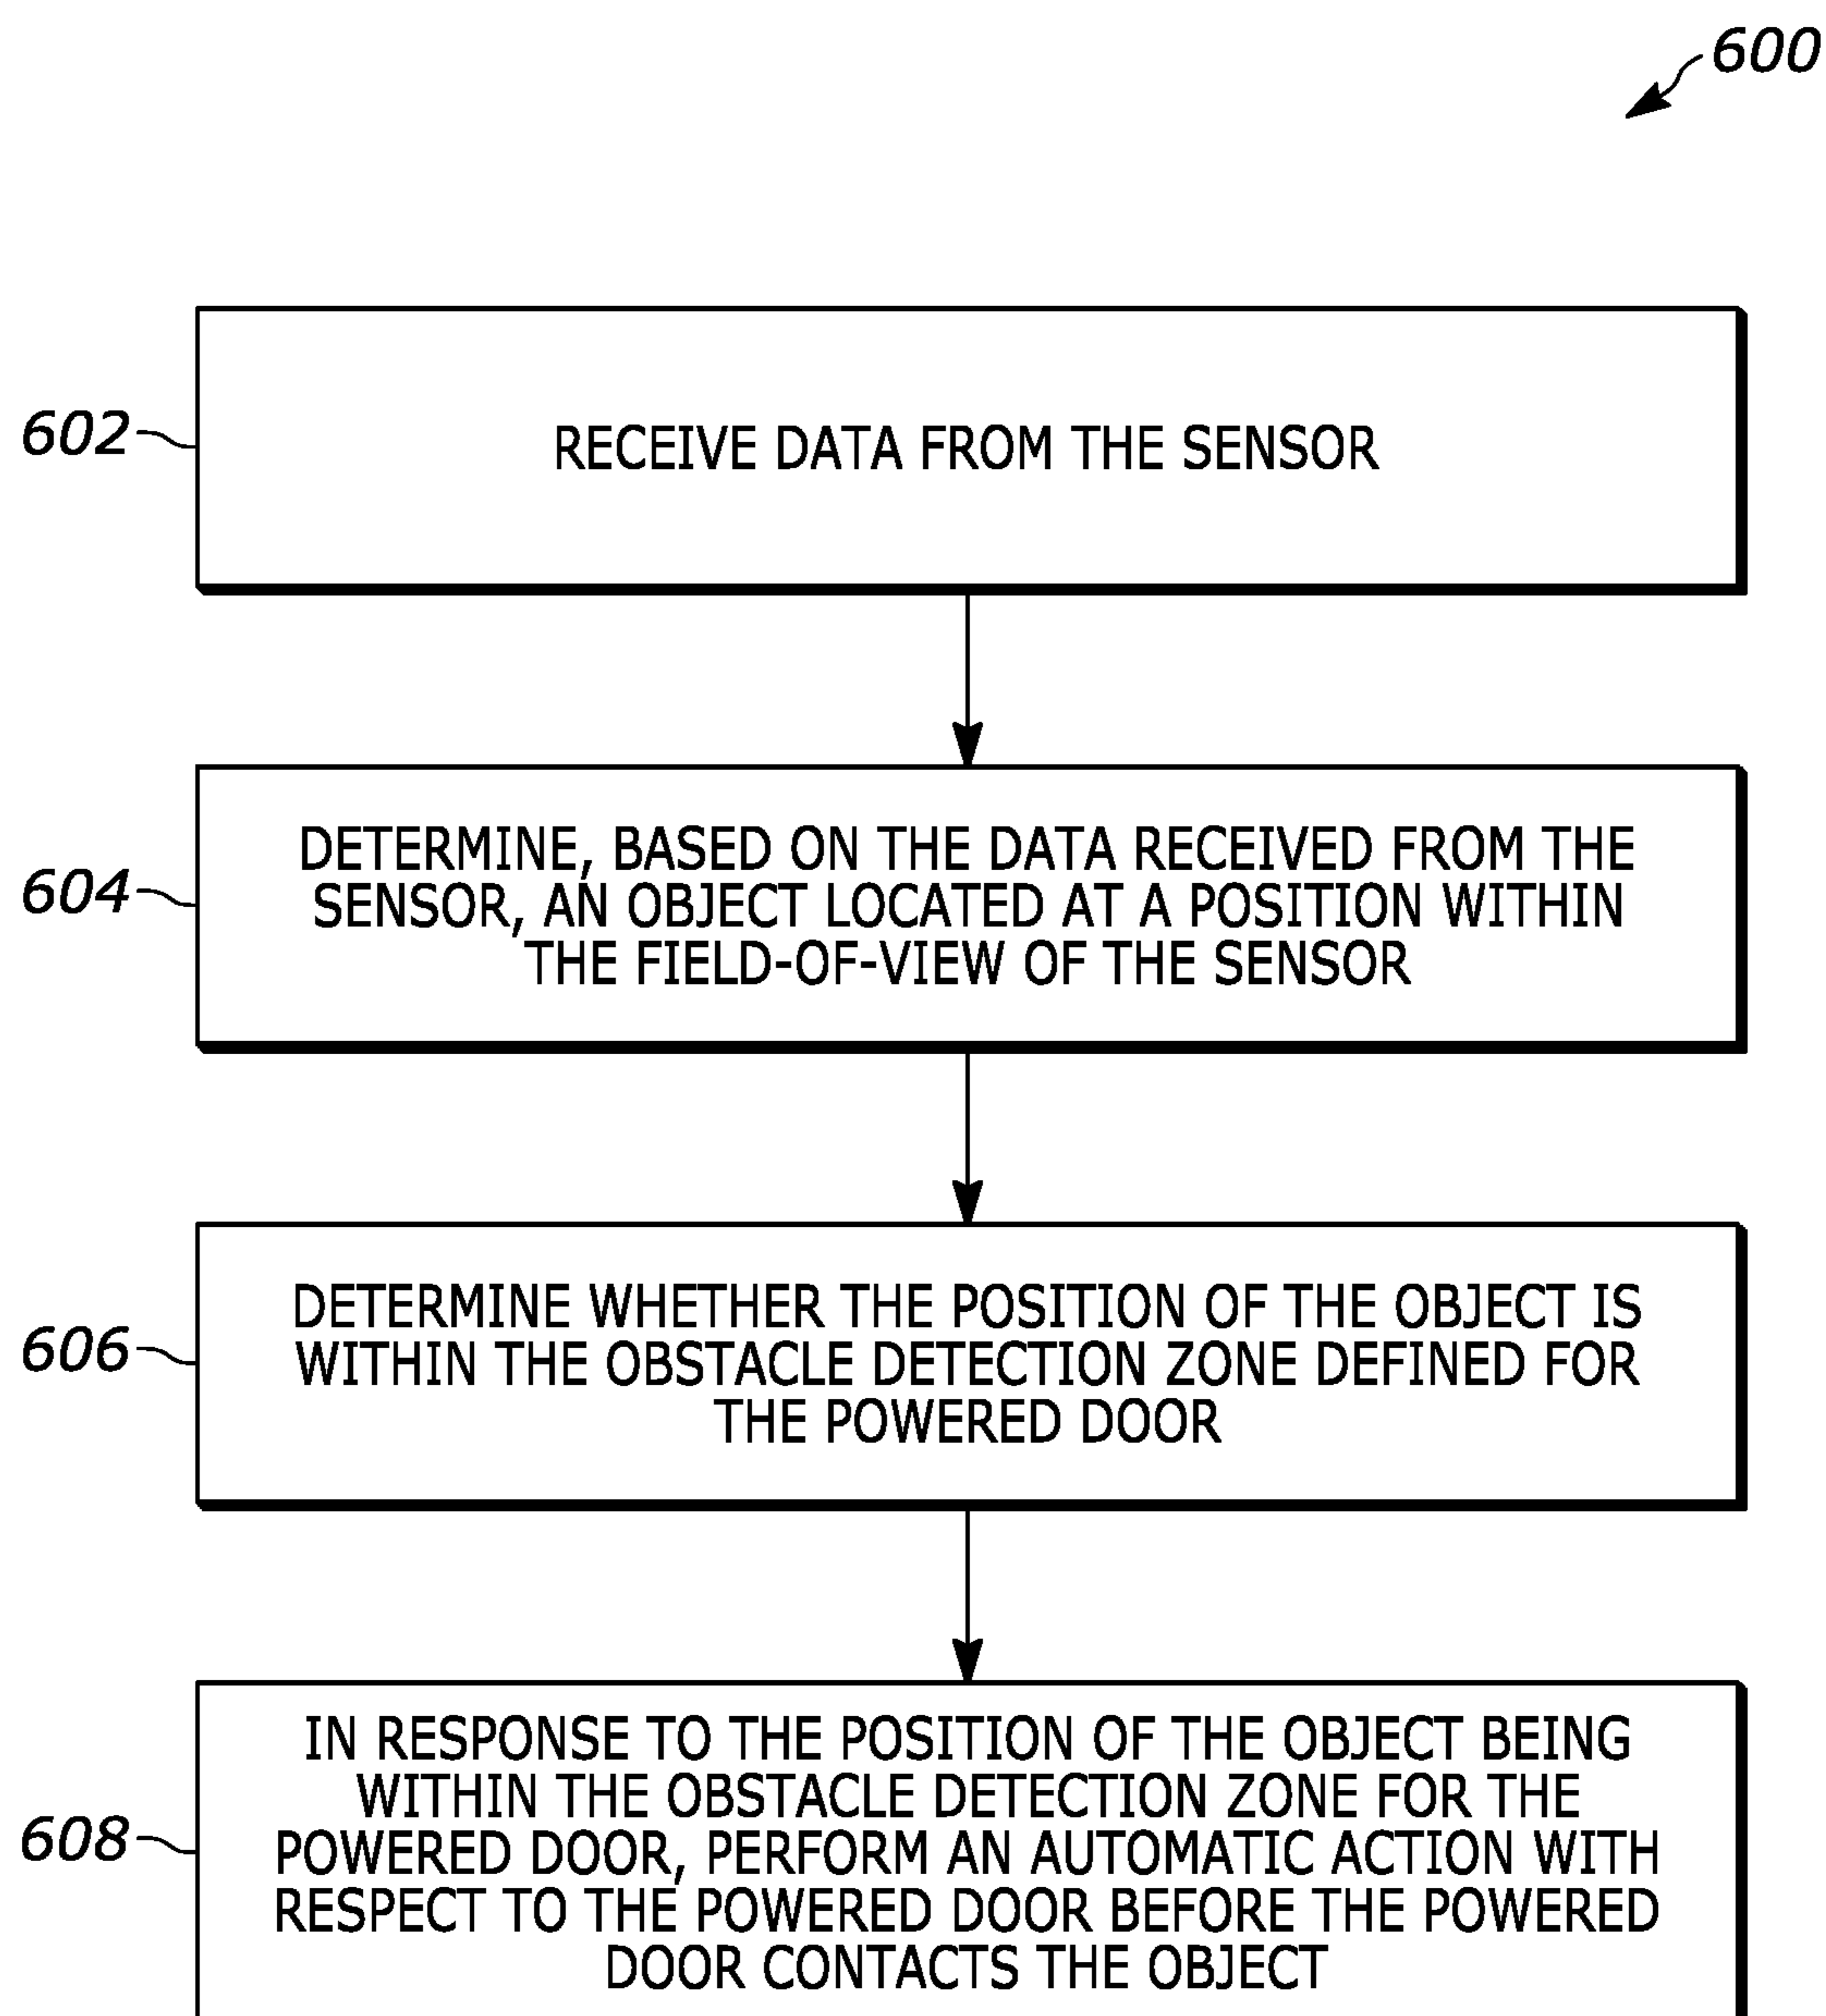 600
602
RECEIVE DATA FROM THE SENSOR
604
DETERMINE, BASED ON THE DATA RECEIVED FROM THE
SENSOR, AN OBJECT LOCATED AT A POSITION WITHIN
THE FIELD-OF-VIEW OF THE SENSOR
606
DETERMINE WHETHER THE POSITION OF THE OBJECT IS
WITHIN THE OBSTACLE DETECTION ZONE DEFINED FOR
THE POWERED DOOR
608
IN RESPONSE TO THE POSITION OF THE OBJECT BEING
WITHIN THE OBSTACLE DETECTION ZONE FOR THE
POWERED DOOR, PERFORM AN AUTOMATIC ACTION WITH
RESPECT TO THE POWERED DOOR BEFORE THE POWERED
DOOR CONTACTS THE OBJECT